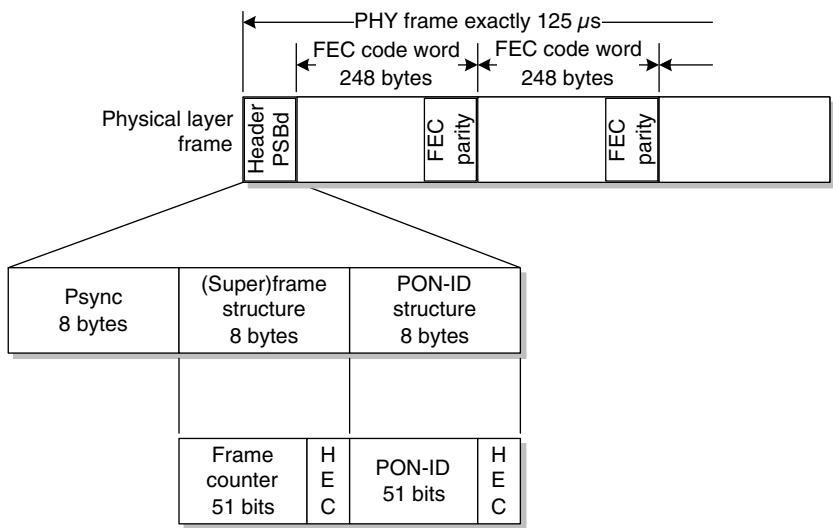 PHY frame exactly 125 µs
FEC code word
248 bytes
FEC code word
248 bytes
Physical layer
frame
Header
PSBd
FEC
parity
FEC
parity
Psync
8 bytes
(Super)frame
structure
8 bytes
PON-ID
structure
8 bytes
Frame
counter
51 bits
H
E
C
PON-ID
51 bits
H
E
C